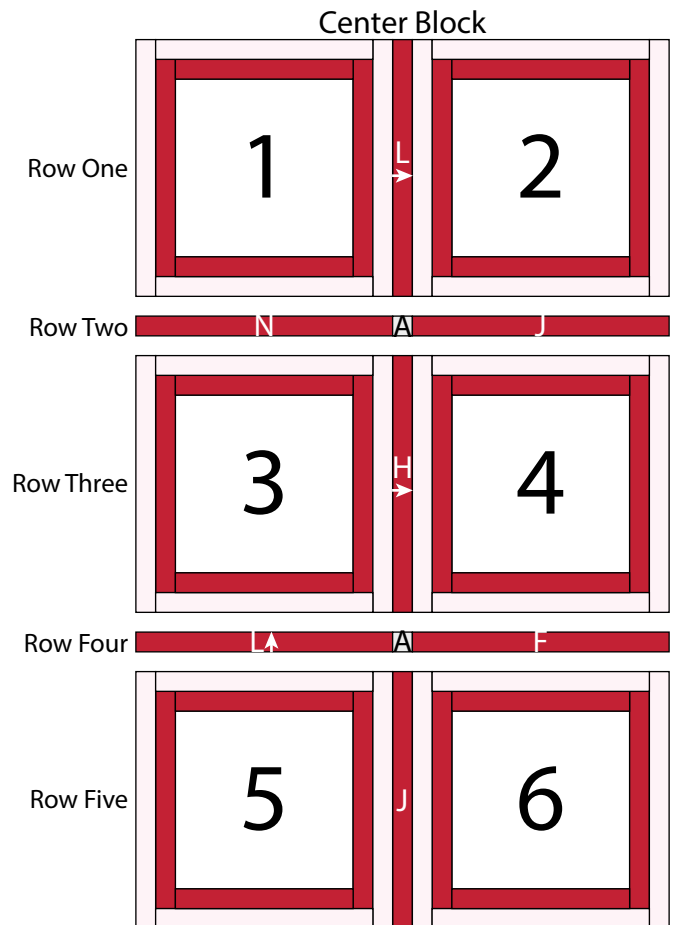 Center Block
Row One
1
L
2
Row Two
N
A
J
Row Three
3
H
4
Row Four
L
A
F
Row Five
5
J
6